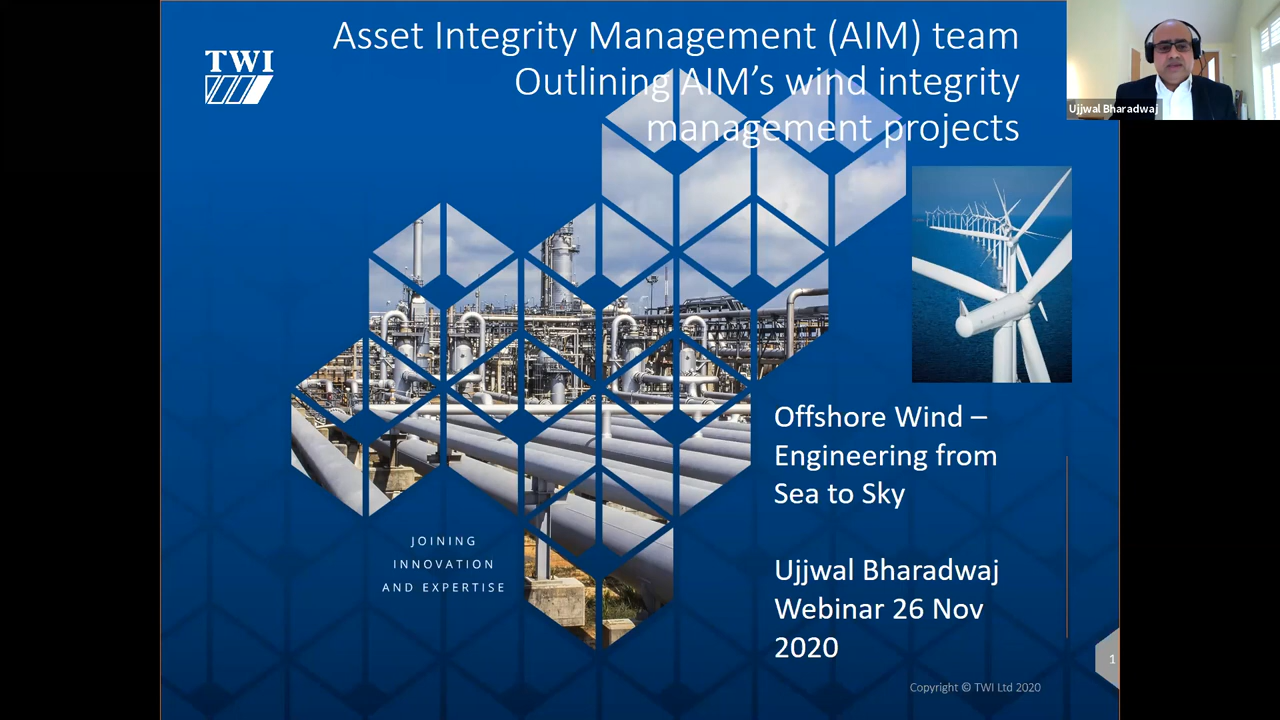 TWI
Asset Integrity Management (AIM) team
Outlining AIM’s wind integrity
management projects
Ujjwal Bharadwaj
Offshore Wind –
Engineering from
Sea to Sky
JOINING
INNOVATION
AND EXPERTISE
Ujjwal Bharadwaj
Webinar 26 Nov
2020
1
Copyright © TWI Ltd 2020